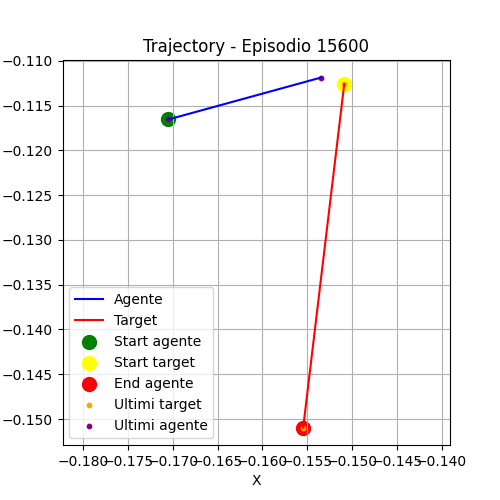 Trajectory - Episodio 15600
−0.110
−0.115
−0.120
−0.125
−0.130
−0.135
−0.140
−0.145
−0.150
Agente
Target
Start agente
Start target
End agente
Ultimi target
Ultimi agente
−0.180 −0.175 −0.170 −0.165 −0.160 −0.155 −0.150 −0.145 −0.140
X